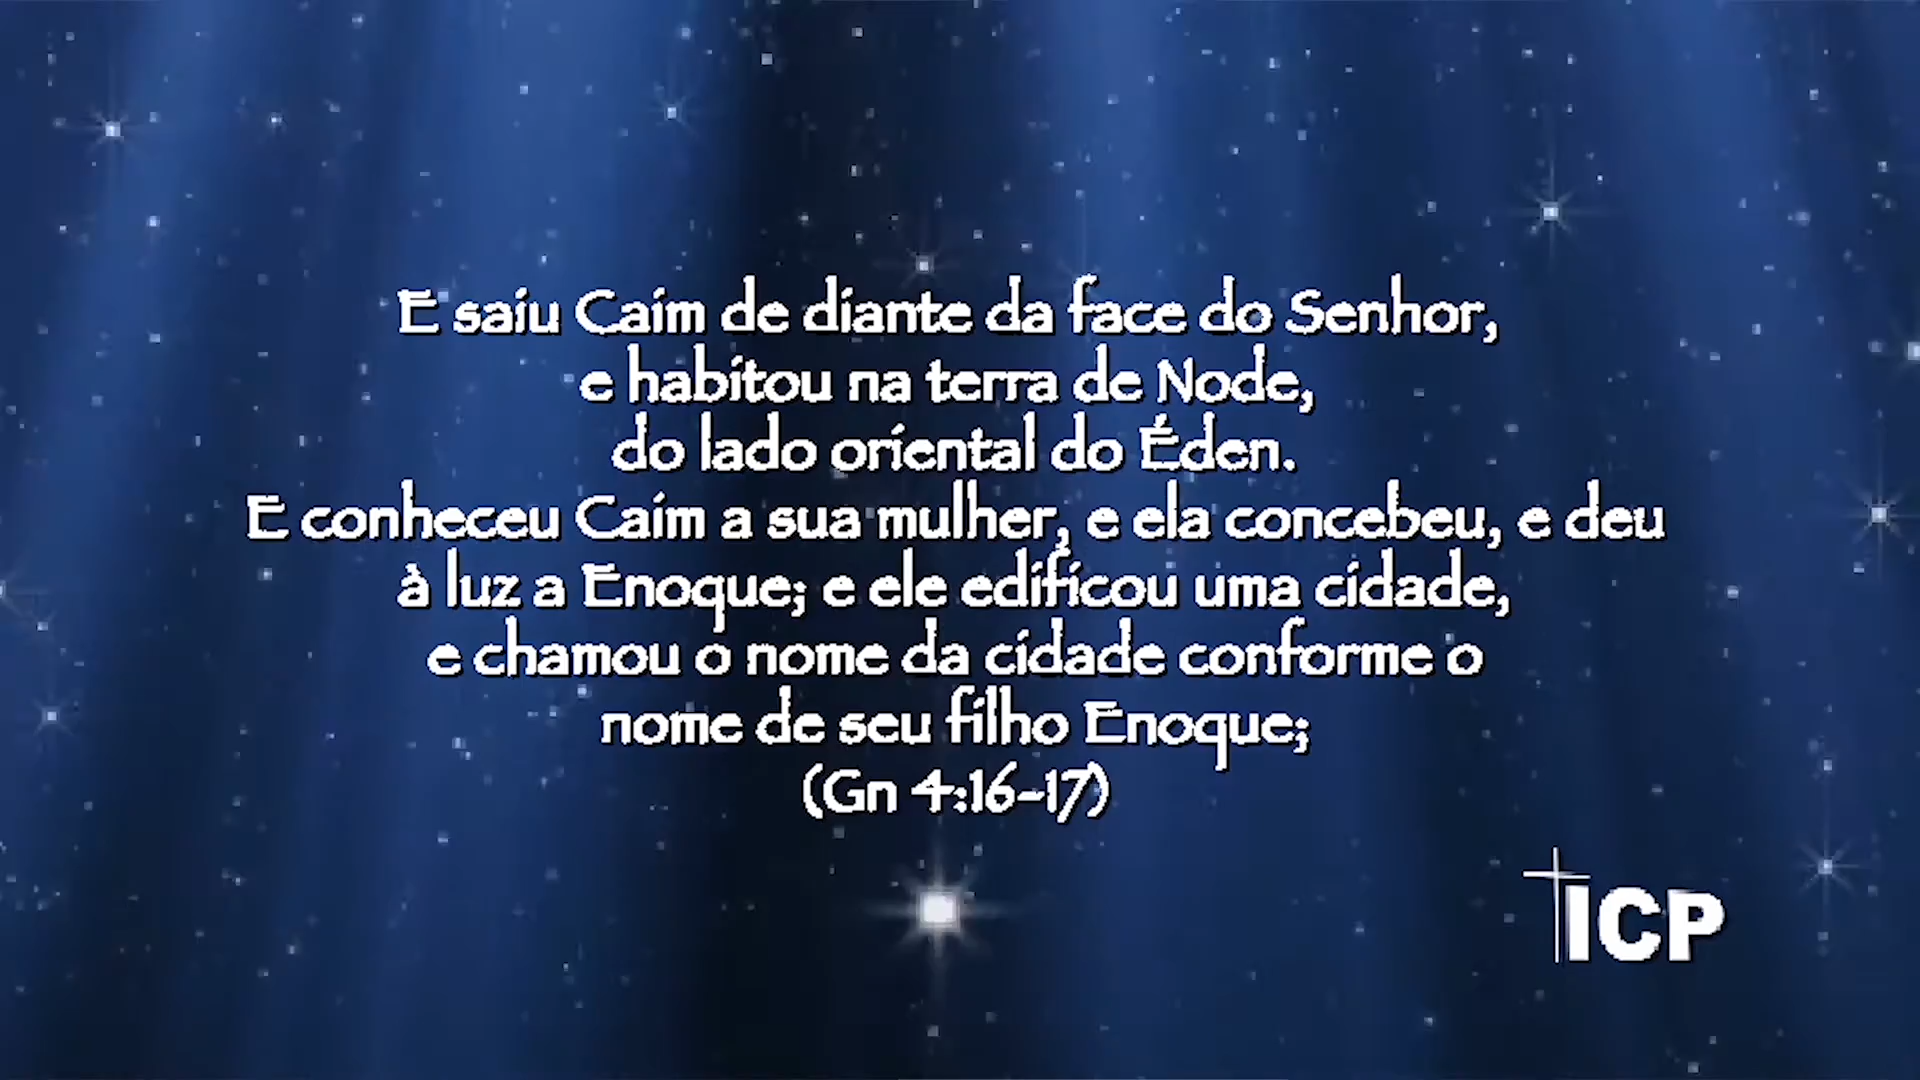 E saiu Caim de diante da face do Senhor,
e habitou na terra de Node,
do lado oriental do Éden.
E conheceu Caim a sua mulher, e ela concebeu, e deu
à luz a Enoque; e ele edificou uma cidade,
e chamou o nome da cidade conforme o
nome de seu filho Enoque;
(Gn 4:16-17)
ICP